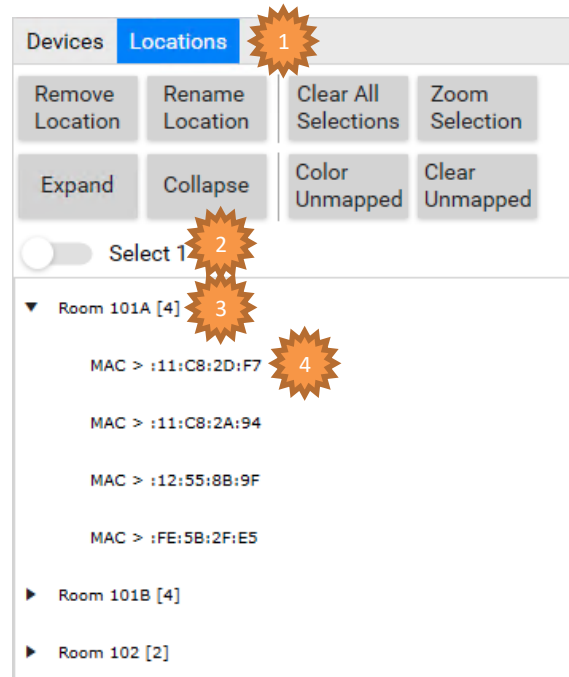 Devices Locations 1
Remove Location Rename Location Clear All Selections Zoom Selection
Expand Collapse Color Unmapped Clear Unmapped
Select 1 2
▼ Room 101A [4] 3
MAC > :11:C8:2D:F7 4
MAC > :11:C8:2A:94
MAC > :12:55:8B:9F
MAC > :FE:5B:2F:E5
▶ Room 101B [4]
▶ Room 102 [2]